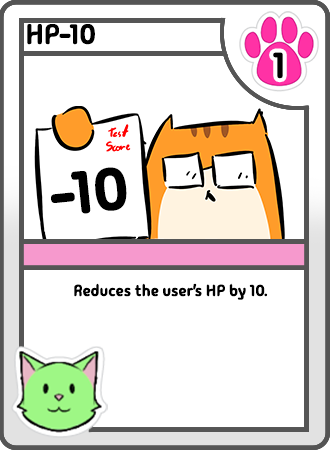 HP-10
1
Test
Score
-10
Reduces the user's HP by 10.